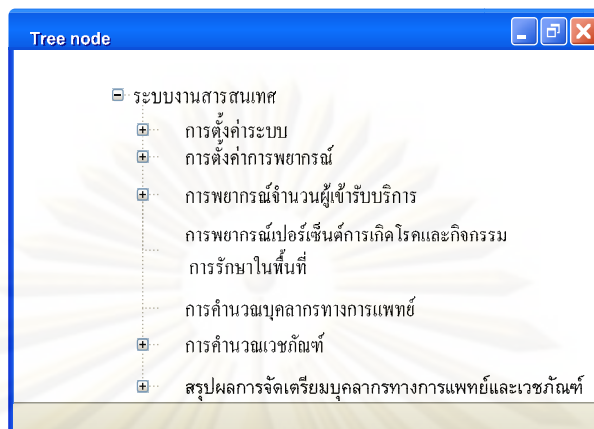 Tree node
ระบบงานสารสนเทศ
การตั้งค่าระบบ
การตั้งค่าการพยากรณ์
การพยากรณ์จำนวนผู้เข้ารับบริการ
การพยากรณ์เปอร์เซ็นต์การเกิดโรคและกิจกรรม
การรักษาในพื้นที่
การคำนวณบุคลากรทางการแพทย์
การคำนวณเวชภัณฑ์
สรุปผลการจัดเตรียมบุคลากรทางการแพทย์และเวชภัณฑ์